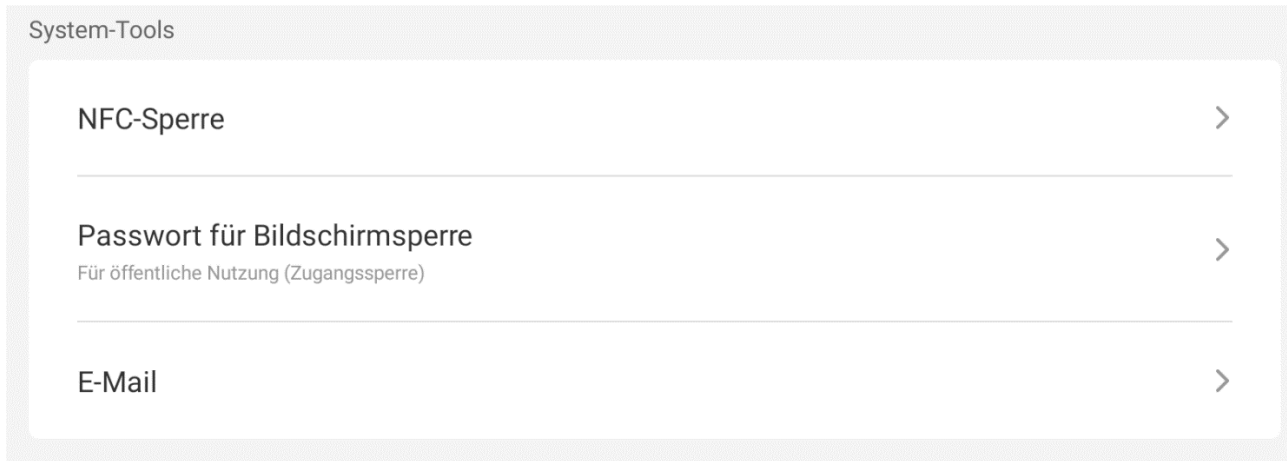 System-Tools
NFC-Sperre
Passwort für Bildschirmsperre
Für öffentliche Nutzung (Zugangssperre)
E-Mail